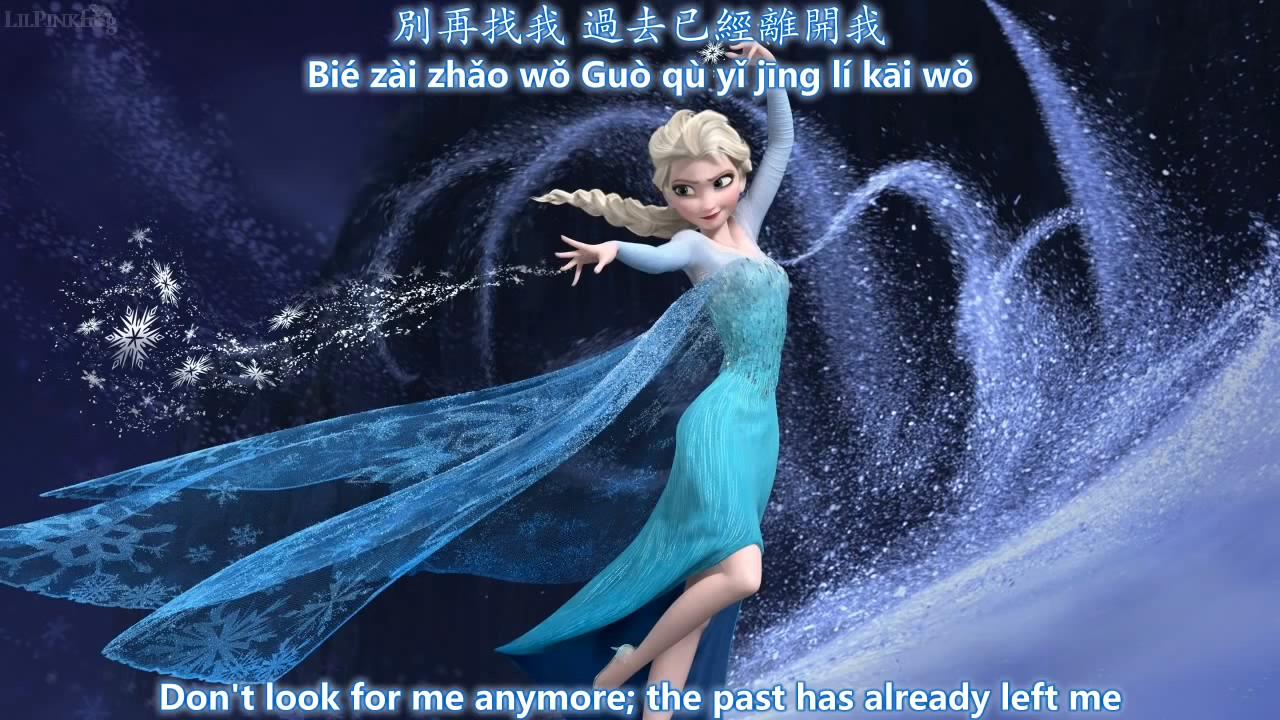 LilPinkFrog
別再找我 過去已經離開我
Bié zài zhǎo wǒ Guò qù yǐ jīng lí kāi wǒ
Don't look for me anymore; the past has already left me